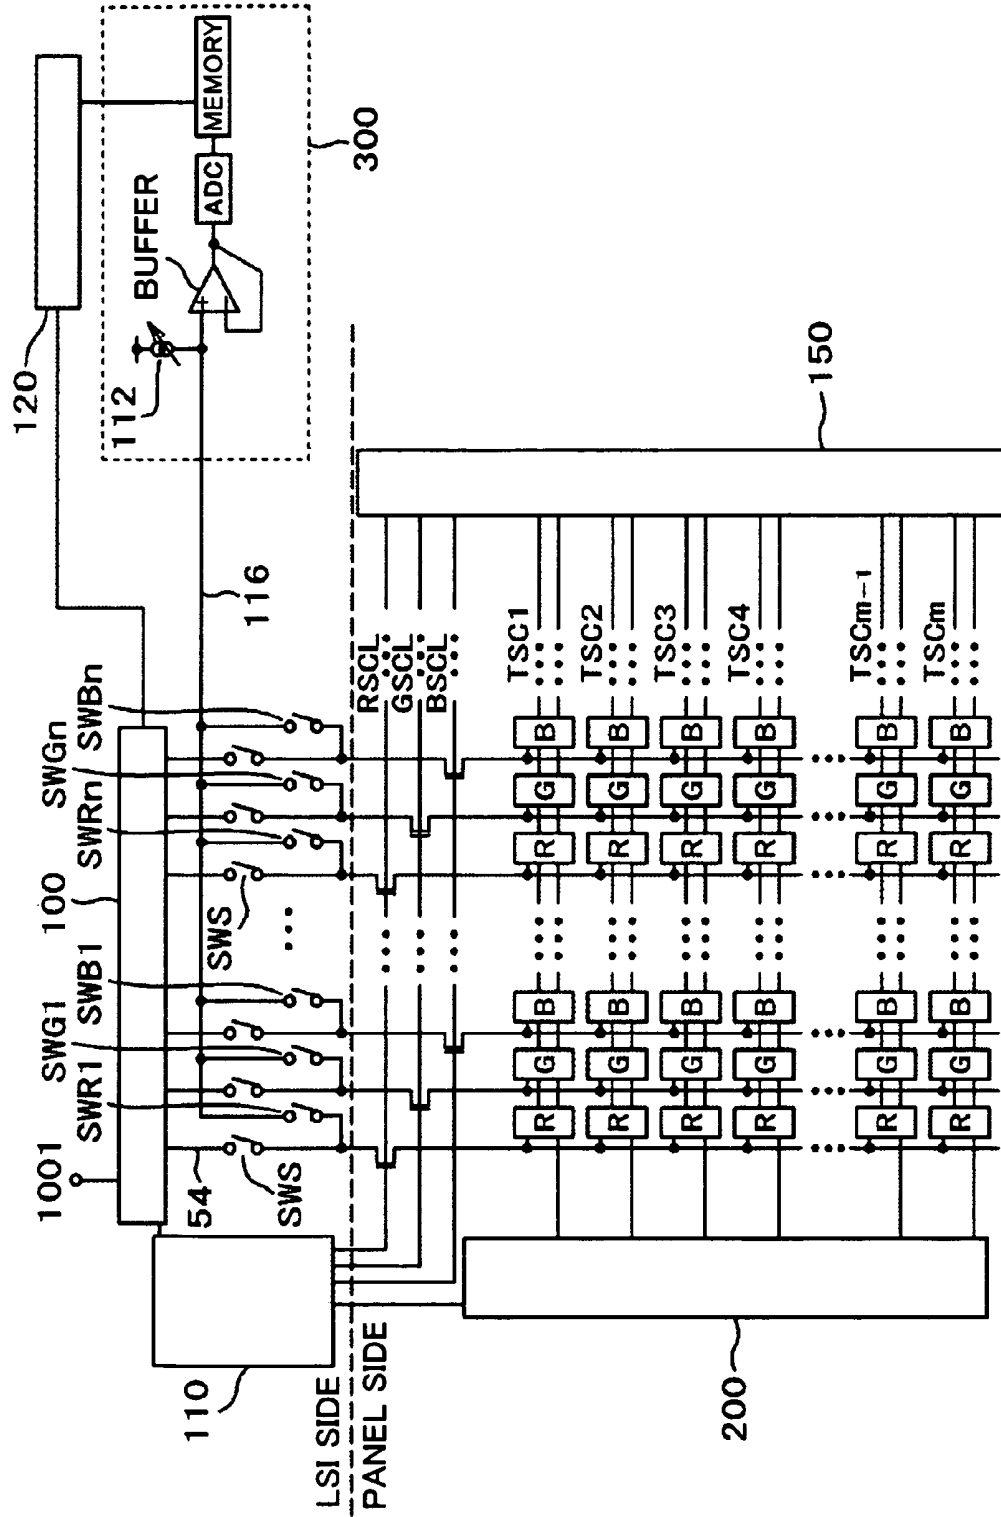 120
112
BUFFER
ADC
MEMORY
300
1001
SWR1
SWG1
SWB1
100
SWRn
SWGn
SWBn
116
54
SWS
...
SWS
110
LSI SIDE
PANEL SIDE
RSCL
GSCL
BSCL
150
TSC1
R G B ... R G B
TSC2
R G B ... R G B
TSC3
R G B ... R G B
TSC4
R G B ... R G B
TSCm-1
R G B ... R G B
TSCm
R G B ... R G B
200